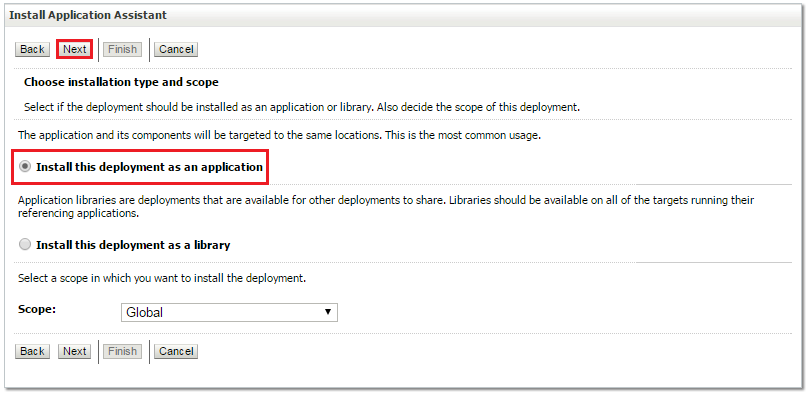 Install Application Assistant
Back Next Finish Cancel
Choose installation type and scope
Select if the deployment should be installed as an application or library. Also decide the scope of this deployment.
The application and its components will be targeted to the same locations. This is the most common usage.
Install this deployment as an application
Application libraries are deployments that are available for other deployments to share. Libraries should be available on all of the targets running their
referencing applications.
Install this deployment as a library
Select a scope in which you want to install the deployment.
Scope: Global
Back Next Finish Cancel